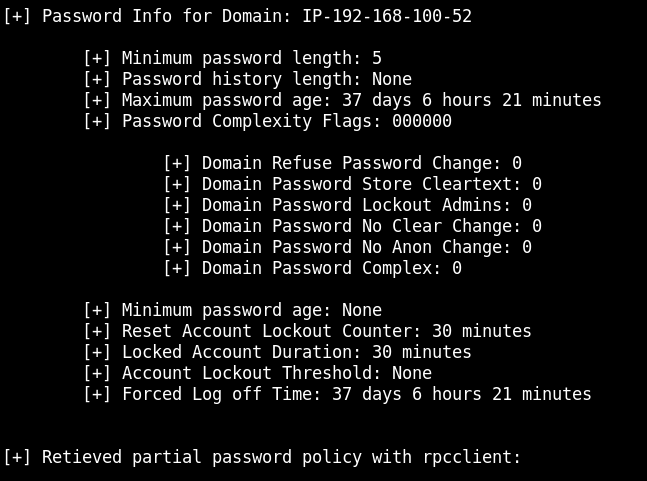 [+] Password Info for Domain: IP-192-168-100-52
[+] Minimum password length: 5
[+] Password history length: None
[+] Maximum password age: 37 days 6 hours 21 minutes
[+] Password Complexity Flags: 000000
[+] Domain Refuse Password Change: 0
[+] Domain Password Store Cleartext: 0
[+] Domain Password Lockout Admins: 0
[+] Domain Password No Clear Change: 0
[+] Domain Password No Anon Change: 0
[+] Domain Password Complex: 0
[+] Minimum password age: None
[+] Reset Account Lockout Counter: 30 minutes
[+] Locked Account Duration: 30 minutes
[+] Account Lockout Threshold: None
[+] Forced Log off Time: 37 days 6 hours 21 minutes
[+] Retieved partial password policy with rpcclient: